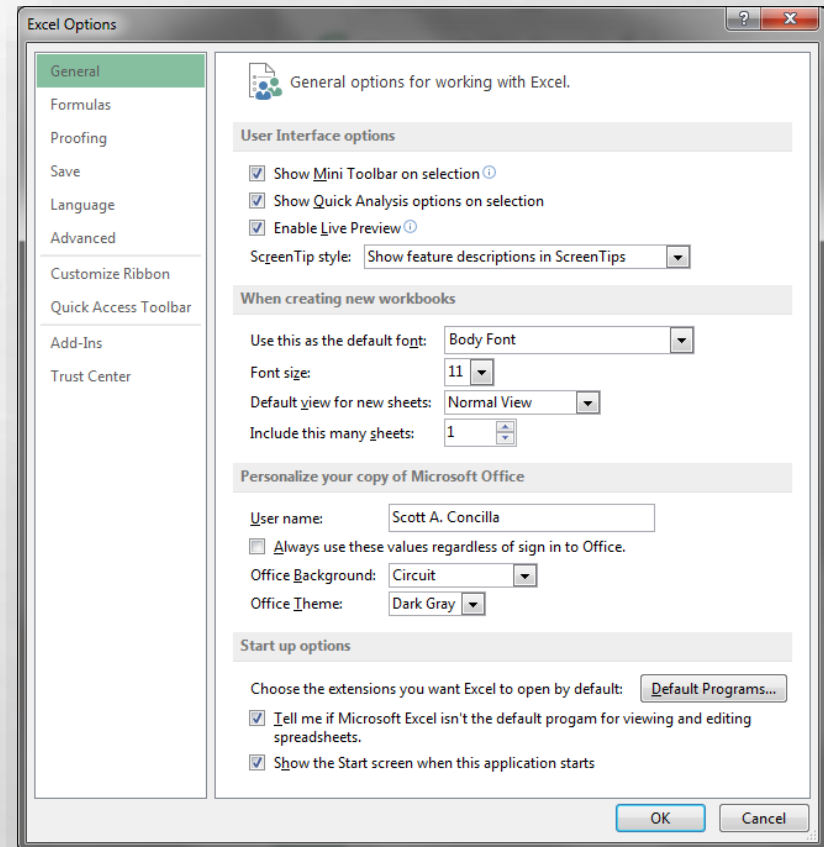 Excel Options
?
X
General
Formulas
Proofing
Save
Language
Advanced
Customize Ribbon
Quick Access Toolbar
Add-Ins
Trust Center
General options for working with Excel.
User Interface options
Show Mini Toolbar on selection
Show Quick Analysis options on selection
Enable Live Preview
ScreenTip style: Show feature descriptions in ScreenTips
When creating new workbooks
Use this as the default font: Body Font
Font size: 11
Default view for new sheets: Normal View
Include this many sheets: 1
Personalize your copy of Microsoft Office
User name: Scott A. Concilla
Always use these values regardless of sign in to Office.
Office Background: Circuit
Office Theme: Dark Gray
Start up options
Choose the extensions you want Excel to open by default: Default Programs...
Tell me if Microsoft Excel isn't the default progam for viewing and editing
spreadsheets.
Show the Start screen when this application starts
OK Cancel